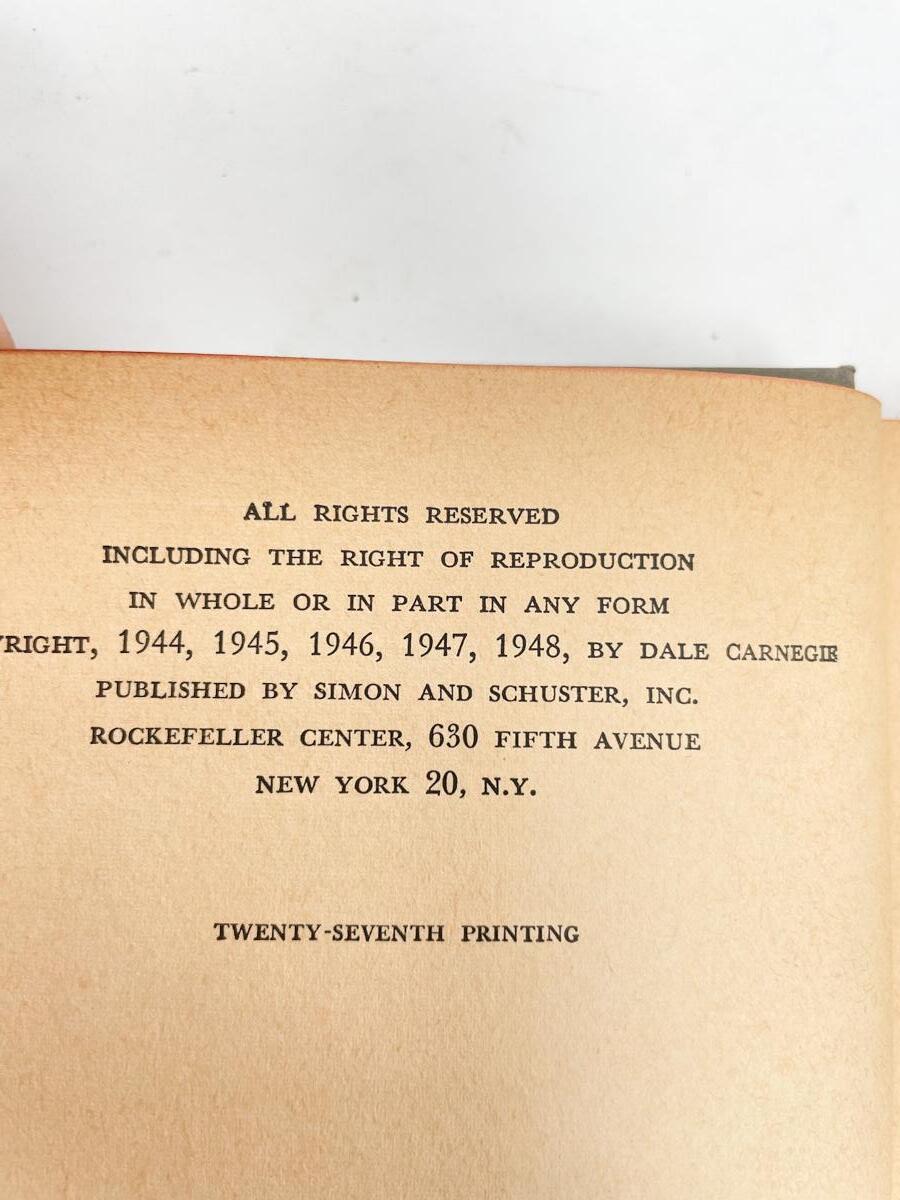 ALL RIGHTS RESERVED
INCLUDING THE RIGHT OF REPRODUCTION
IN WHOLE OR IN PART IN ANY FORM
YRIGHT, 1944, 1945, 1946, 1947, 1948, BY DALE CARNEGIE
PUBLISHED BY SIMON AND SCHUSTER, INC.
ROCKEFELLER CENTER, 630 FIFTH AVENUE
NEW YORK 20, N.Y.
TWENTY-SEVENTH PRINTING